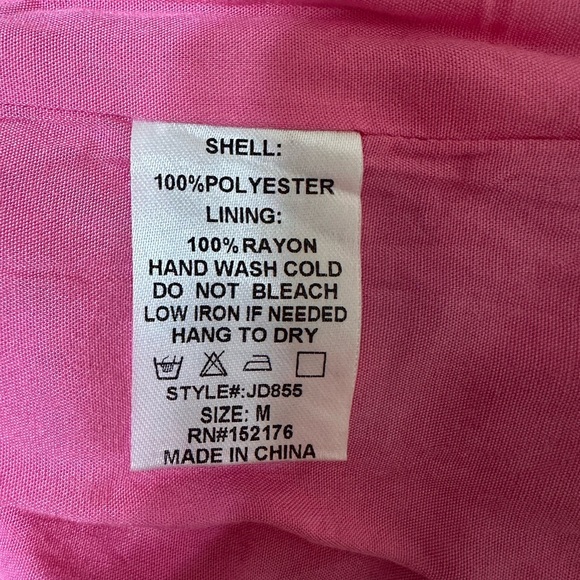 SHELL:
100%POLYESTER
LINING:
100%RAYON
HAND WASH COLD
DO NOT BLEACH
LOW IRON IF NEEDED
HANG TO DRY
STYLE#:JD855
SIZE: M
RN#152176
MADE IN CHINA